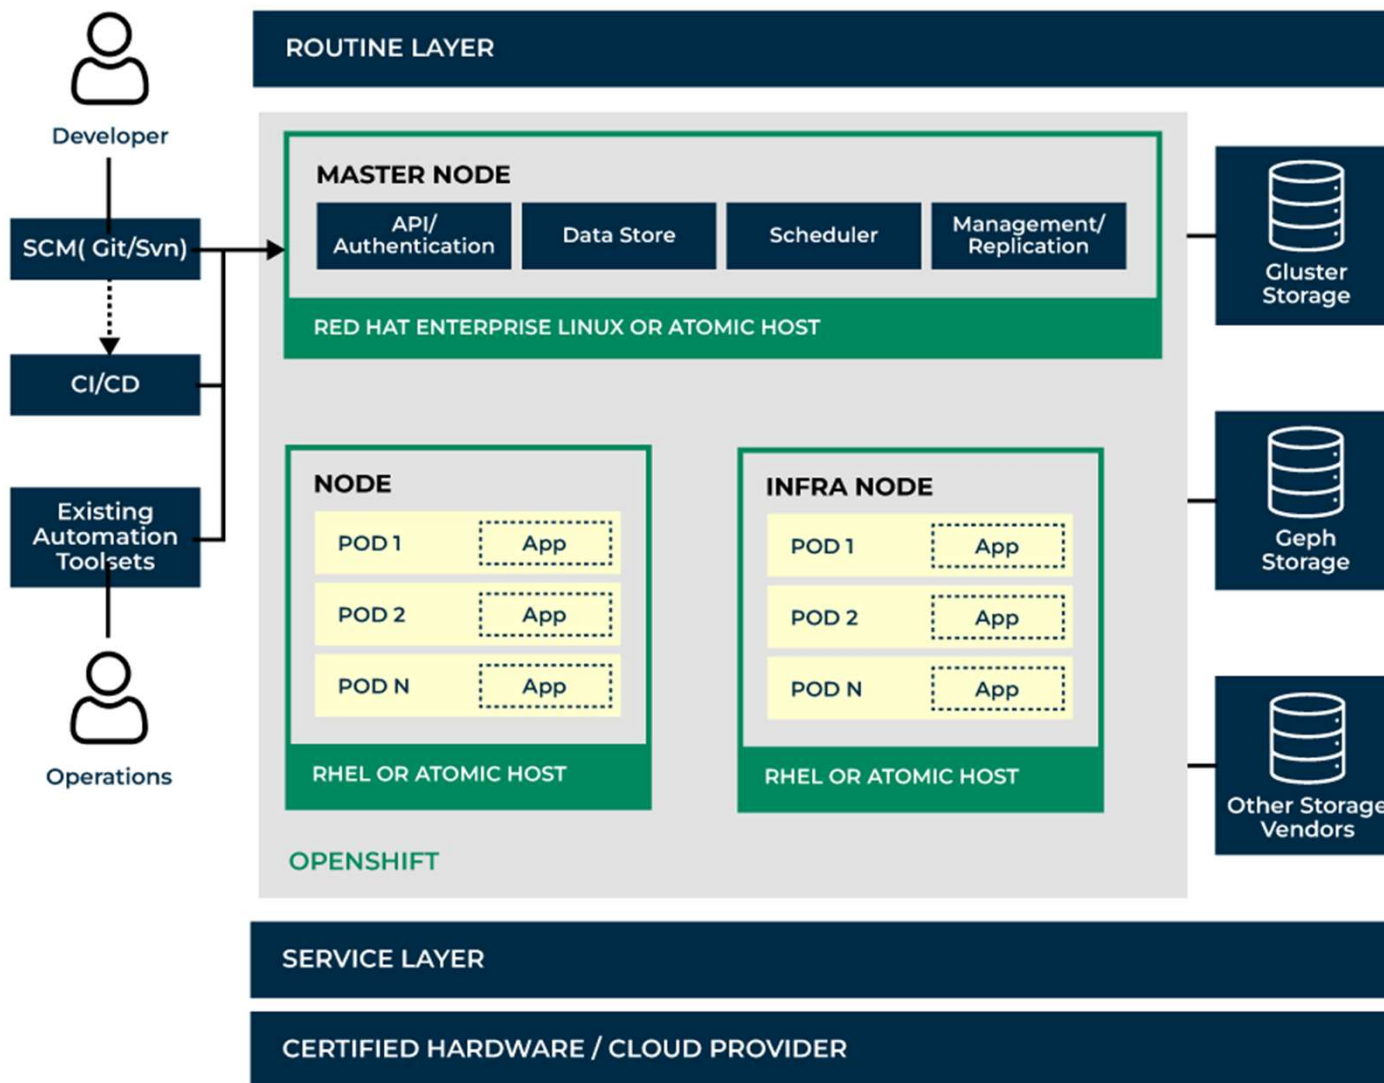 ROUTINE LAYER
Developer
SCM( Git/Svn)
CI/CD
Existing
Automation
Toolsets
Operations
MASTER NODE
API/
Authentication
Data Store
Scheduler
Management/
Replication
RED HAT ENTERPRISE LINUX OR ATOMIC HOST
NODE
POD 1
App
POD 2
App
POD N
App
RHEL OR ATOMIC HOST
INFRA NODE
POD 1
App
POD 2
App
POD N
App
RHEL OR ATOMIC HOST
OPENSHIFT
Gluster
Storage
Geph
Storage
Other Storage
Vendors
SERVICE LAYER
CERTIFIED HARDWARE / CLOUD PROVIDER